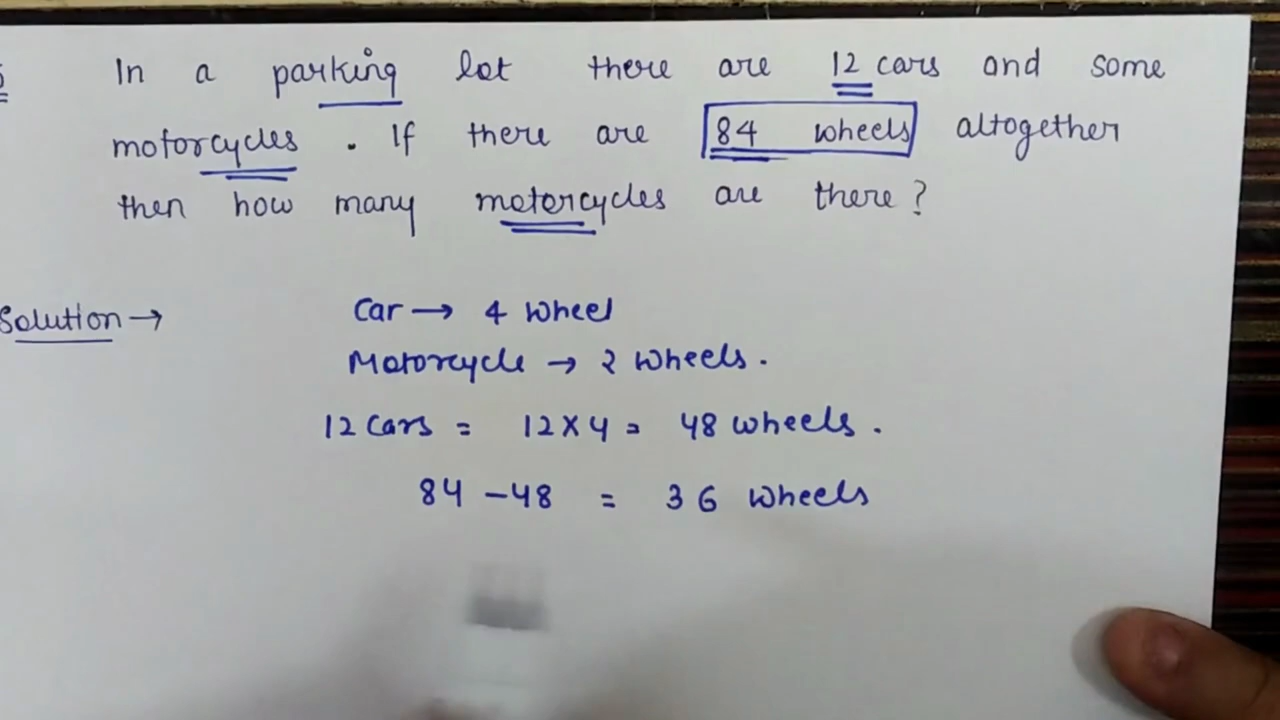 In a parking lot there are 12 cars and some
motorcycles . If there are 84 wheels altogether
then how many motorcycles are there ?
Solution →
Car → 4 wheel
Motorcycle → 2 wheels.
12 Cars = 12 x 4 = 48 wheels .
84 - 48 = 36 wheels